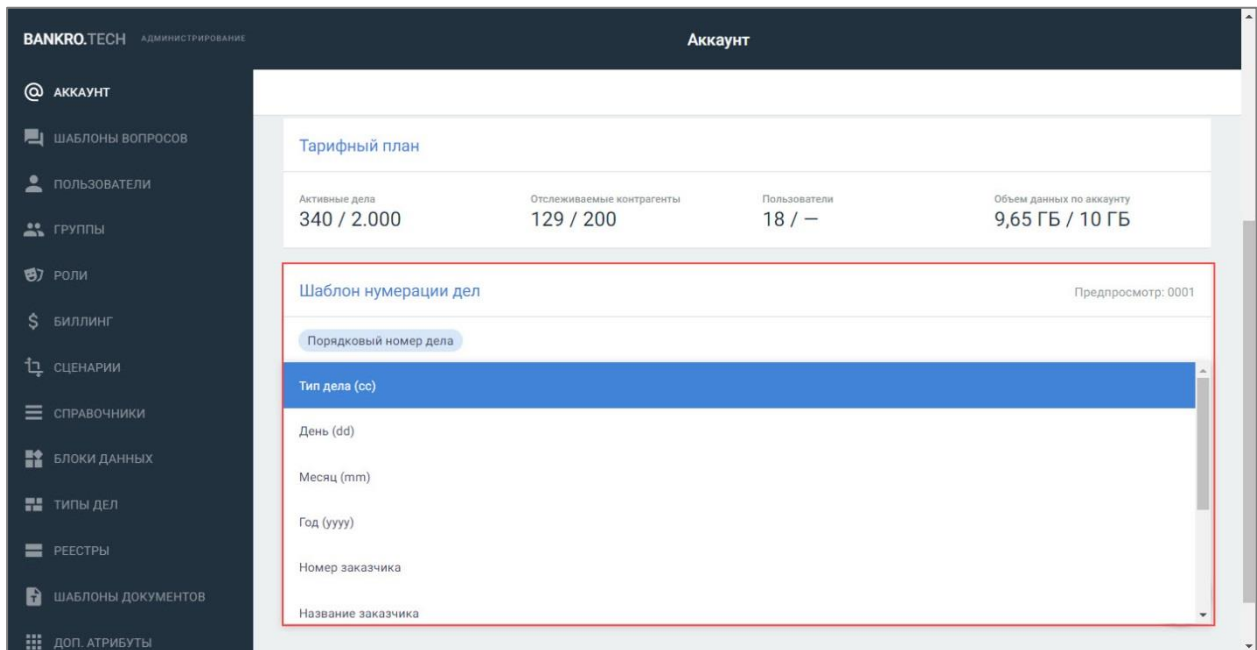 BANKRO.TECH АДМИНИСТРИРОВАНИЕ
Аккаунт
АККАУНТ
ШАБЛОНЫ ВОПРОСОВ
ПОЛЬЗОВАТЕЛИ
ГРУППЫ
РОЛИ
БИЛЛИНГ
СЦЕНАРИИ
СПРАВОЧНИКИ
БЛОКИ ДАННЫХ
ТИПЫ ДЕЛ
РЕЕСТРЫ
ШАБЛОНЫ ДОКУМЕНТОВ
ДОП. АТРИБУТЫ
Тарифный план
Активные дела
340 / 2.000
Отслеживаемые контрагенты
129 / 200
Пользователи
18 / —
Объем данных по аккаунту
9,65 ГБ / 10 ГБ
Шаблон нумерации дел
Предпросмотр: 0001
Порядковый номер дела
Тип дела (cc)
День (dd)
Месяц (mm)
Год (yyyy)
Номер заказчика
Название заказчика